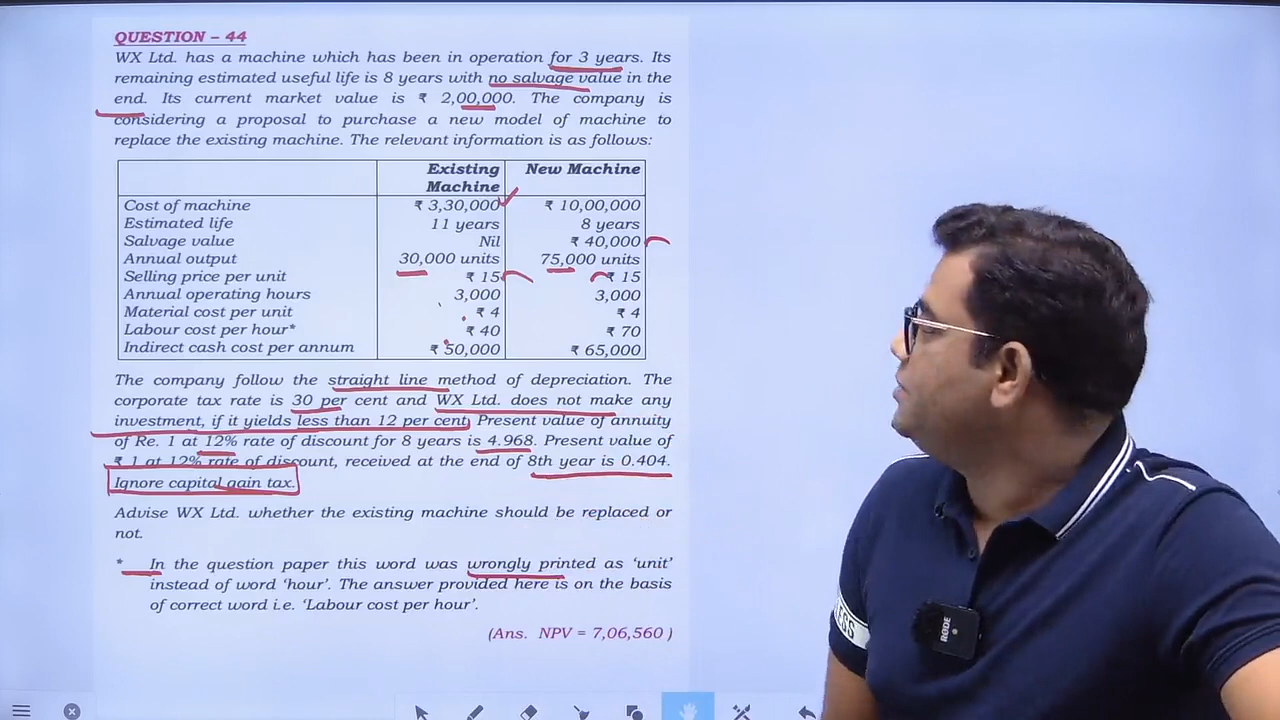 QUESTION – 44
WX Ltd. has a machine which has been in operation for 3 years. Its
remaining estimated useful life is 8 years with no salvage value in the
end. Its current market value is ₹ 2,00,000. The company is
considering a proposal to purchase a new model of machine to
replace the existing machine. The relevant information is as follows:
Existing Machine New Machine
Cost of machine ₹ 3,30,000 ₹ 10,00,000
Estimated life 11 years 8 years
Salvage value Nil ₹ 40,000
Annual output 30,000 units 75,000 units
Selling price per unit ₹ 15 ₹ 15
Annual operating hours 3,000 3,000
Material cost per unit ₹ 4 ₹ 4
Labour cost per hour* ₹ 40 ₹ 70
Indirect cash cost per annum ₹ 50,000 ₹ 65,000
The company follow the straight line method of depreciation. The
corporate tax rate is 30 per cent and WX Ltd. does not make any
investment, if it yields less than 12 per cent. Present value of annuity
of Re. 1 at 12% rate of discount for 8 years is 4.968. Present value of
₹ 1 at 12% rate of discount, received at the end of 8th year is 0.404.
Ignore capital gain tax.
Advise WX Ltd. whether the existing machine should be replaced or
not.
* In the question paper this word was wrongly printed as ‘unit’
instead of word ‘hour’. The answer provided here is on the basis
of correct word i.e. ‘Labour cost per hour’.
(Ans. NPV = 7,06,560 )
RODE